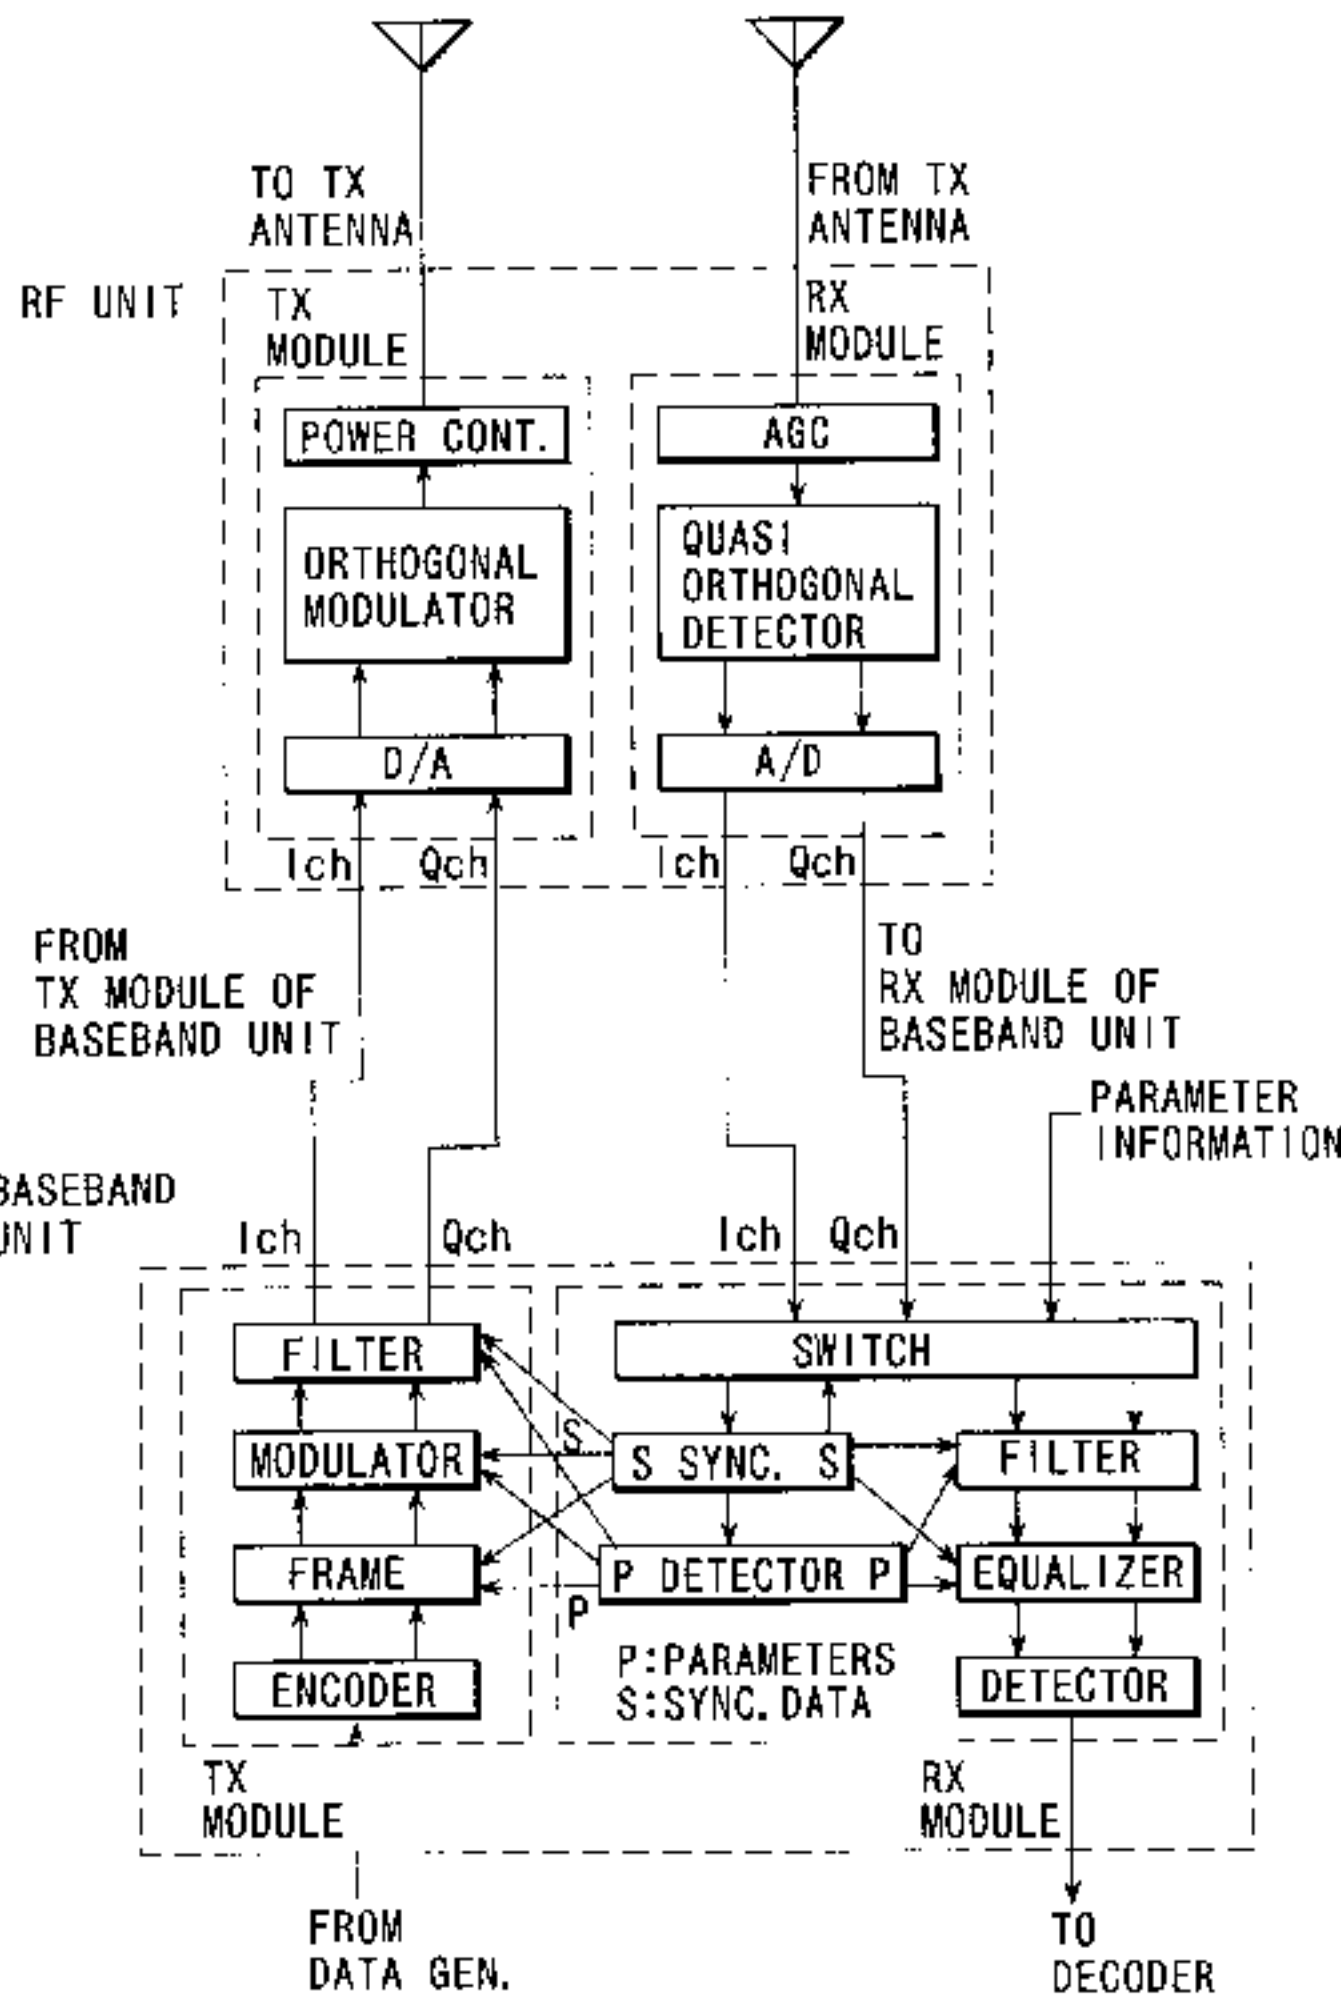 TO TX
ANTENNA
FROM TX
ANTENNA
RF UNIT
TX
MODULE
RX
MODULE
POWER CONT.
AGC
ORTHOGONAL
MODULATOR
QUASI
ORTHOGONAL
DETECTOR
D/A
A/D
Ich
Qch
Ich
Qch
FROM
TX MODULE OF
BASEBAND UNIT
TO
RX MODULE OF
BASEBAND UNIT
PARAMETER
INFORMATION
BASEBAND
UNIT
Ich
Qch
Ich
Qch
FILTER
SWITCH
MODULATOR
S
S SYNC. S
FILTER
FRAME
P DETECTOR P
EQUALIZER
P
ENCODER
P:PARAMETERS
S:SYNC.DATA
DETECTOR
TX
MODULE
RX
MODULE
FROM
DATA GEN.
TO
DECODER